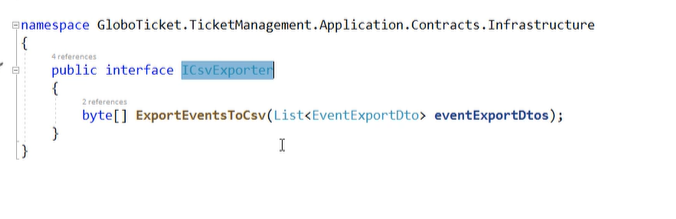 namespace GloboTicket.TicketManagement.Application.Contracts.Infrastructure
{
4 references
public interface ICsvExporter
{
2 references
byte[] ExportEventsToCsv(List<EventExportDto> eventExportDtos);
}
}